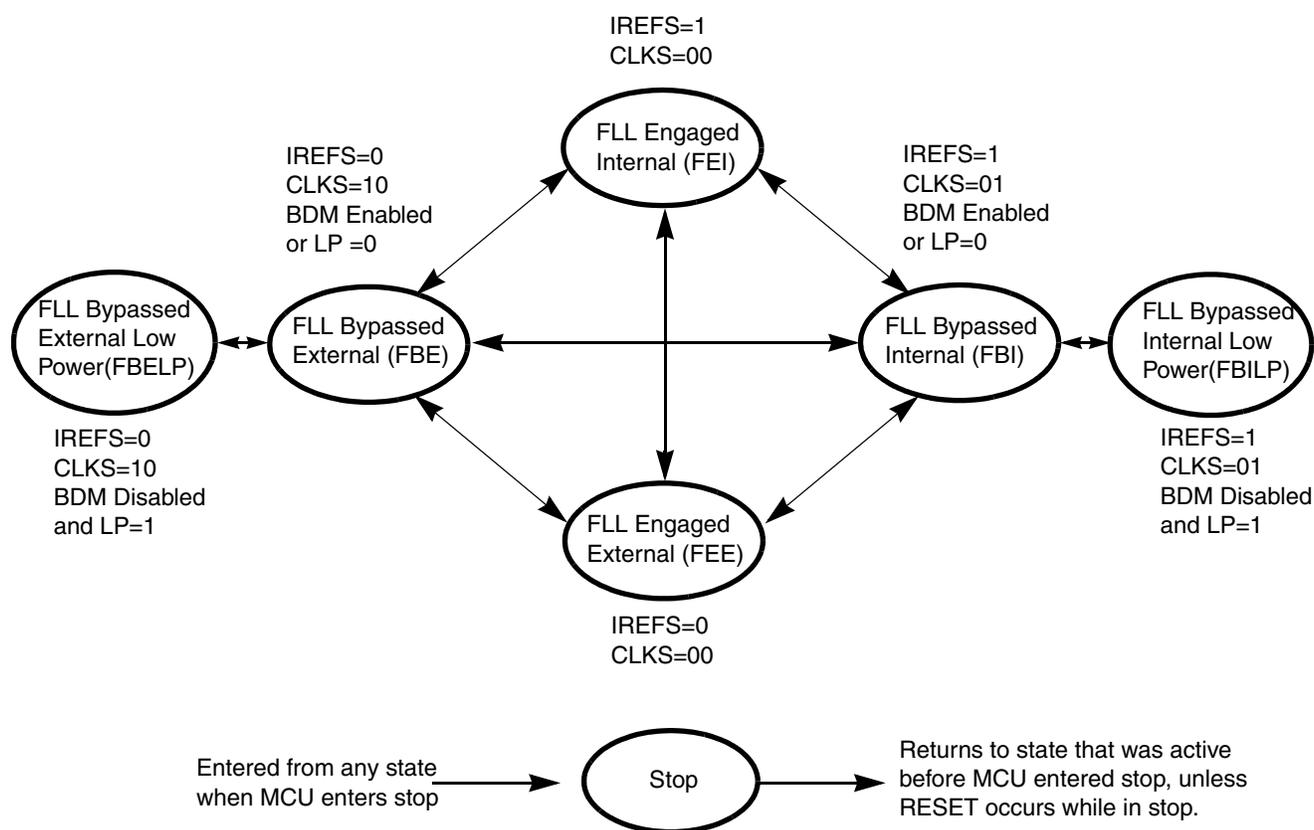 IREFS=1
CLKS=00
FLL Engaged
Internal (FEI)
IREFS=0
CLKS=10
BDM Enabled
or LP =0
IREFS=1
CLKS=01
BDM Enabled
or LP=0
FLL Bypassed
External Low
Power(FBELP)
FLL Bypassed
External (FBE)
FLL Bypassed
Internal (FBI)
FLL Bypassed
Internal Low
Power(FBILP)
IREFS=0
CLKS=10
BDM Disabled
and LP=1
IREFS=1
CLKS=01
BDM Disabled
and LP=1
FLL Engaged
External (FEE)
IREFS=0
CLKS=00
Entered from any state
when MCU enters stop
Stop
Returns to state that was active
before MCU entered stop, unless
RESET occurs while in stop.